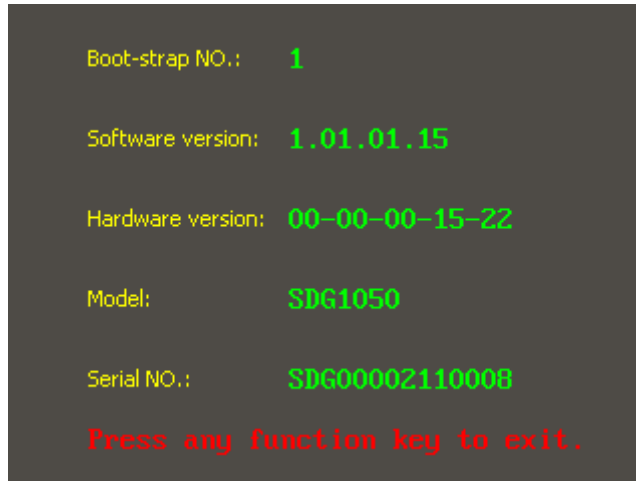 Boot-strap NO.: 1
Software version: 1.01.01.15
Hardware version: 00-00-00-15-22
Model: SDG1050
Serial NO.: SDG00002110008
Press any function key to exit.